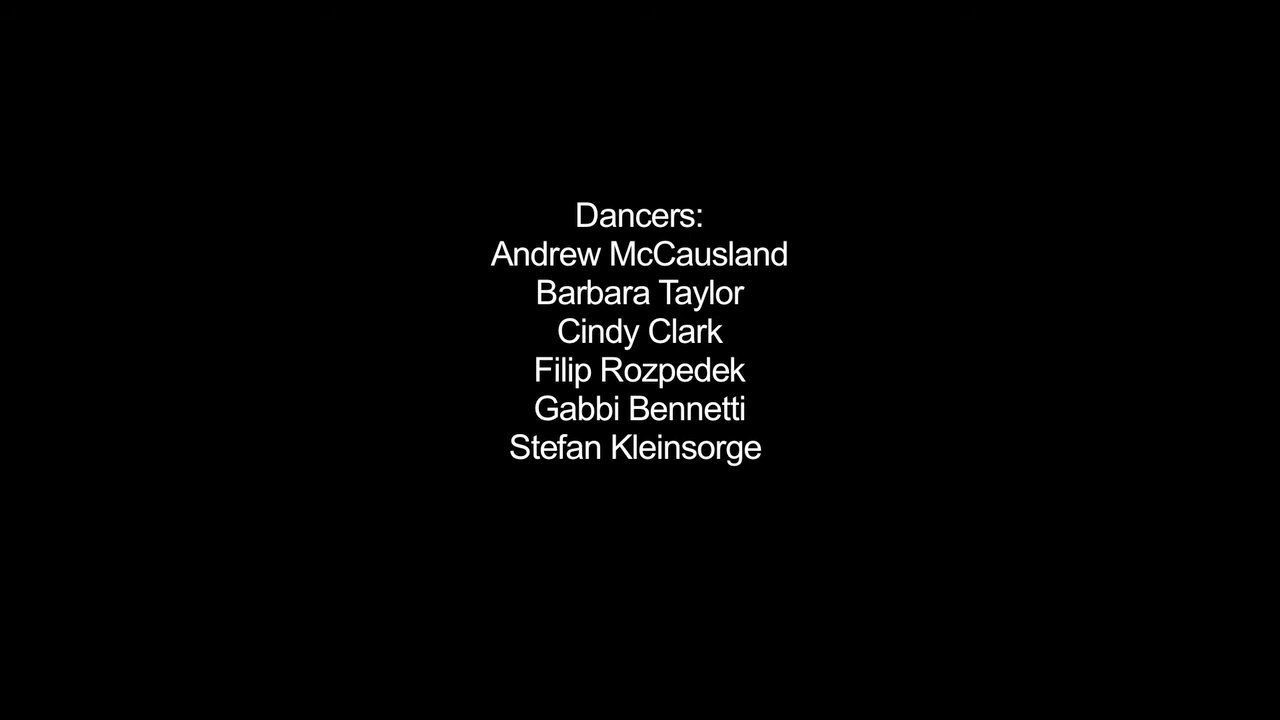 Dancers:
Andrew McCausland
Barbara Taylor
Cindy Clark
Filip Rozpedek
Gabbi Bennetti
Stefan Kleinsorge